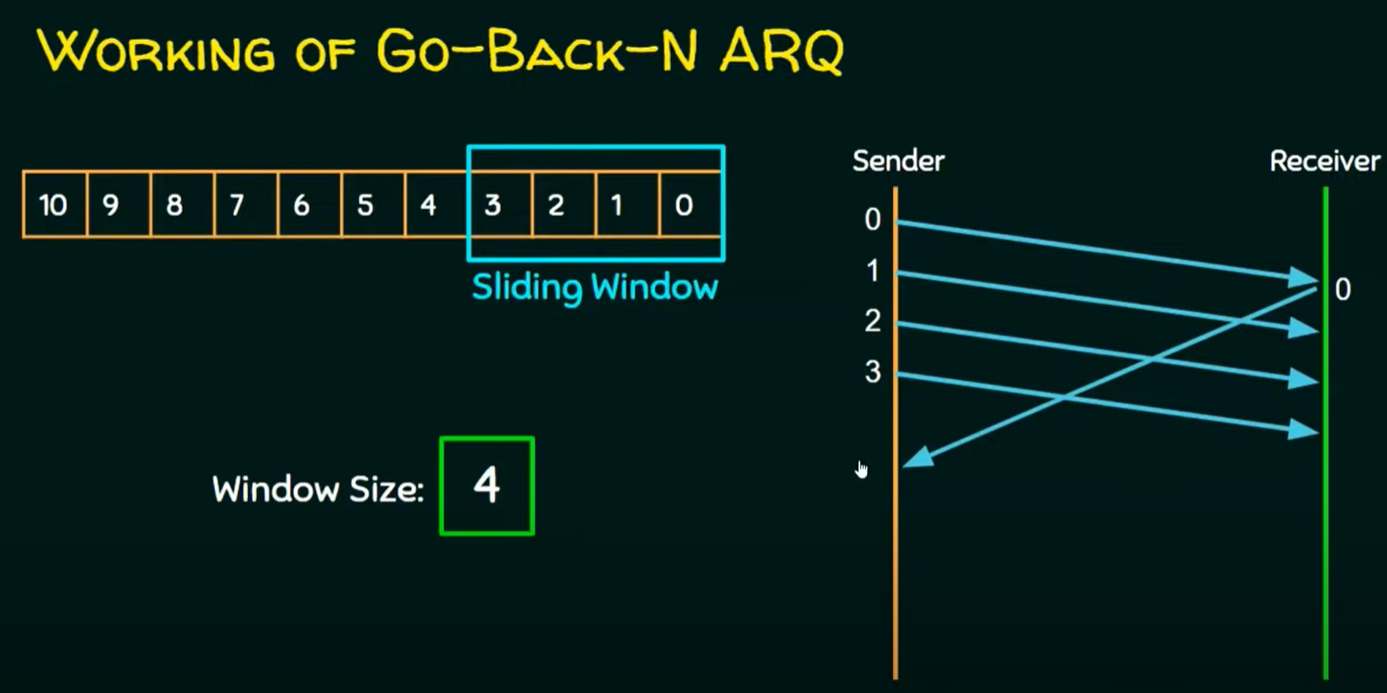 WORKING OF GO-BACK-N ARQ
10 9 8 7 6 5 4 3 2 1 0
Sliding Window
Window Size: 4
Sender Receiver
0
0
1
2
3